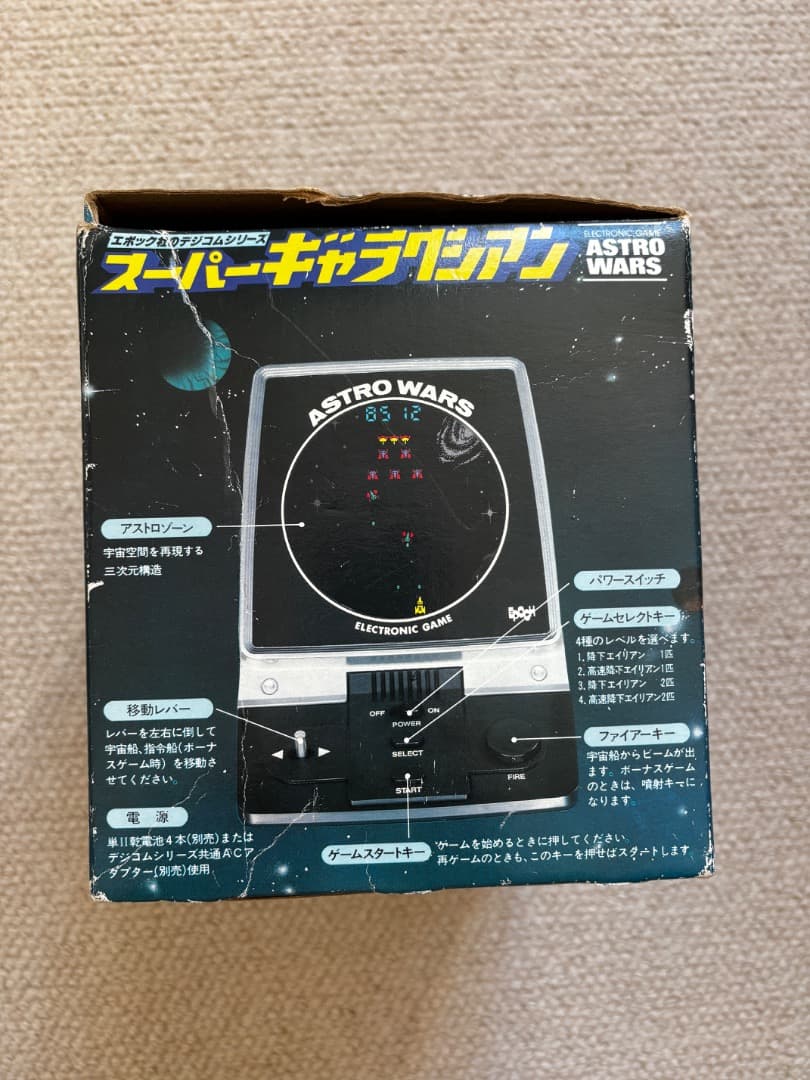 エポック社のデジコムシリーズ
スーパーギャラクシアン
ELECTRONIC GAME
ASTRO
WARS
ASTRO WARS
8512
ELECTRONIC GAME
EPOCH
アストロゾーン
宇宙空間を再現する
三次元構造
パワースイッチ
ゲームセレクトキー
4種のレベルを選べます。
1.降下エイリアン 1匹
2.高速降下エイリアン1匹
3.降下エイリアン 2匹
4.高速降下エイリアン2匹
移動レバー
レバーを左右に倒して
宇宙船、指令船(ボーナ
スゲーム時)を移動さ
せてください。
OFF ON
POWER
SELECT
START
FIRE
ファイアーキー
宇宙船からビームが出
ます。ボーナスゲーム
のときは、噴射キーに
なります。
電源
単II乾電池4本(別売)または
デジコムシリーズ共通ACア
ダプター(別売)使用
ゲームスタートキー
ゲームを始めるときに押してください
再ゲームのときも、このキーを押せばスタートします